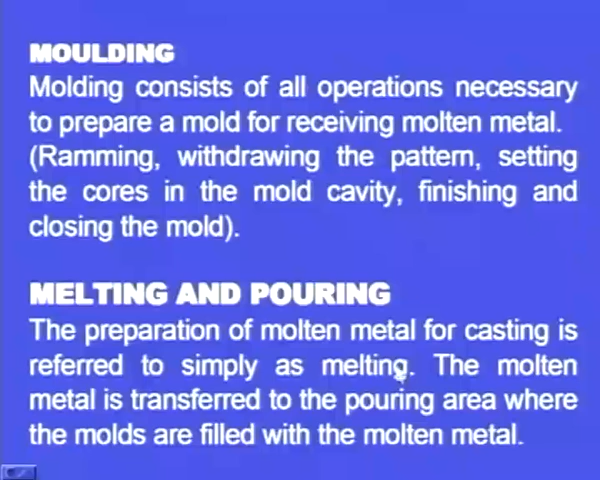 MOULDING
Molding consists of all operations necessary
to prepare a mold for receiving molten metal.
(Ramming, withdrawing the pattern, setting
the cores in the mold cavity, finishing and
closing the mold).
MELTING AND POURING
The preparation of molten metal for casting is
referred to simply as melting. The molten
metal is transferred to the pouring area where
the molds are filled with the molten metal.